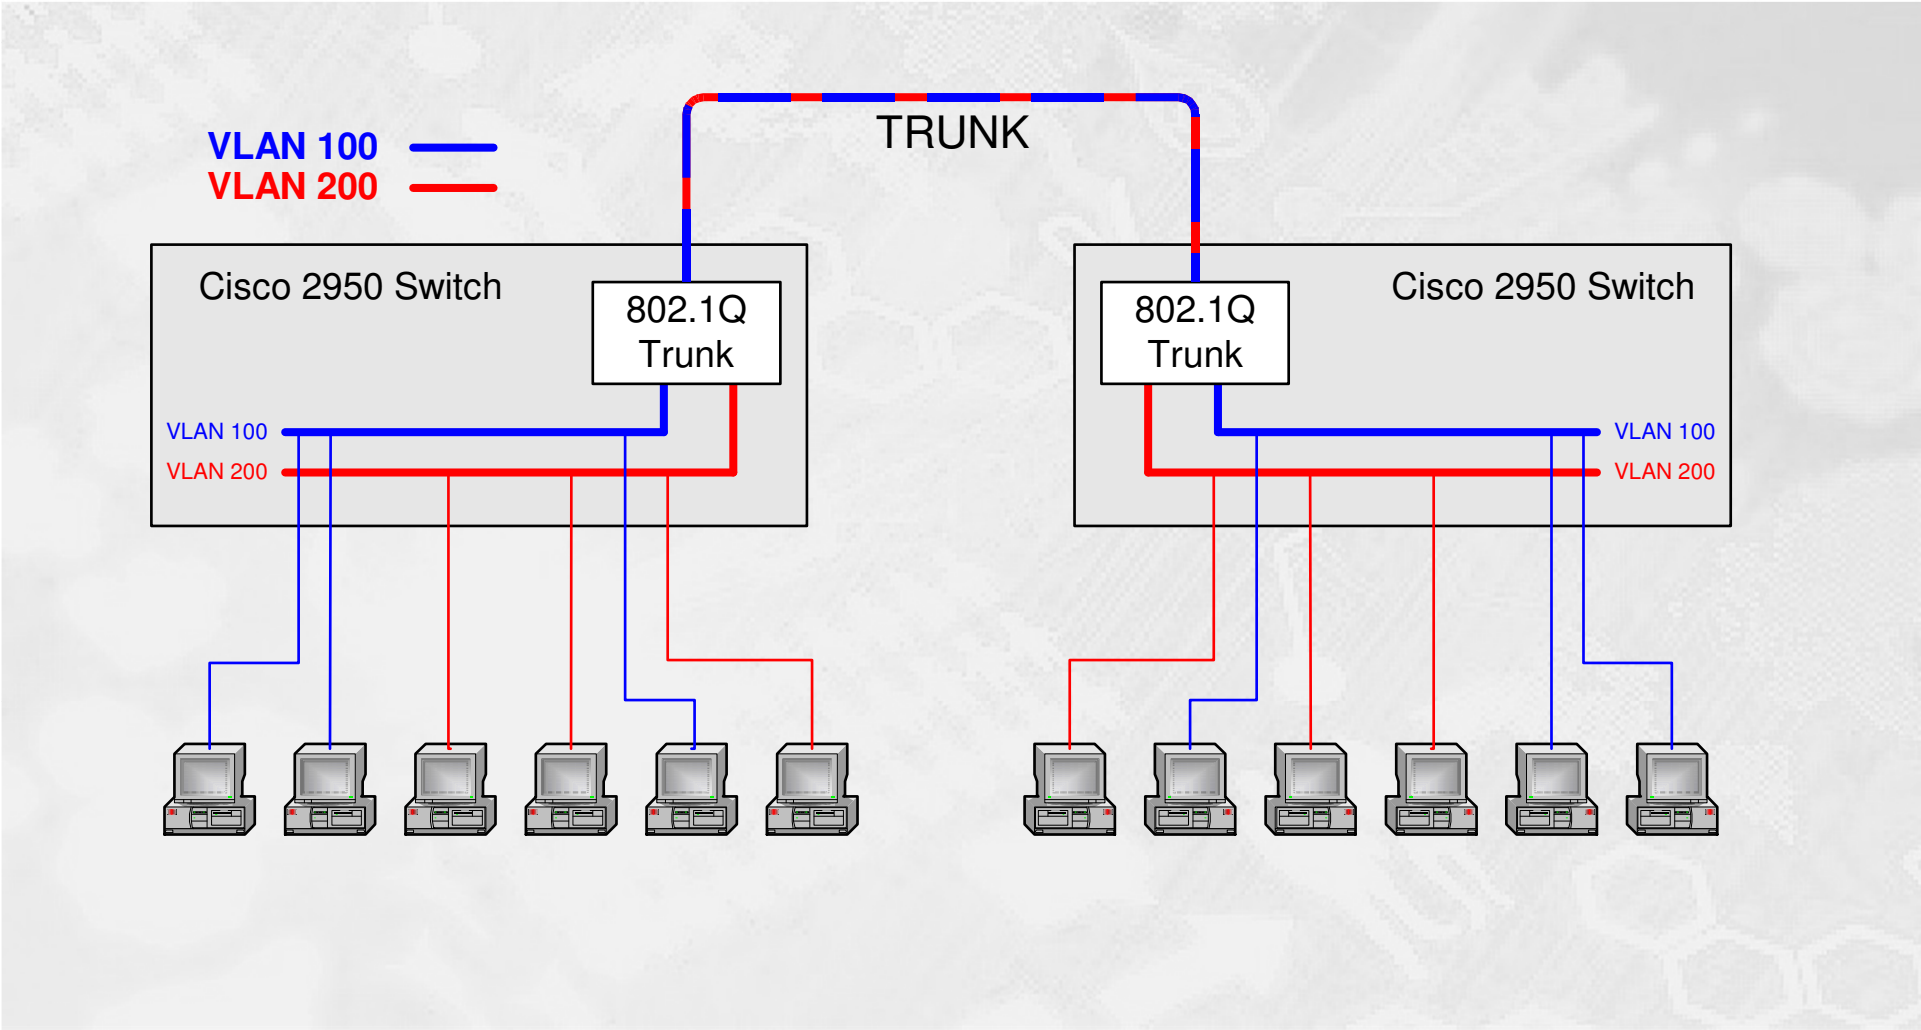 TRUNK
VLAN 100
VLAN 200
Cisco 2950 Switch
802.1Q
Trunk
VLAN 100
VLAN 200
802.1Q
Trunk
Cisco 2950 Switch
VLAN 100
VLAN 200